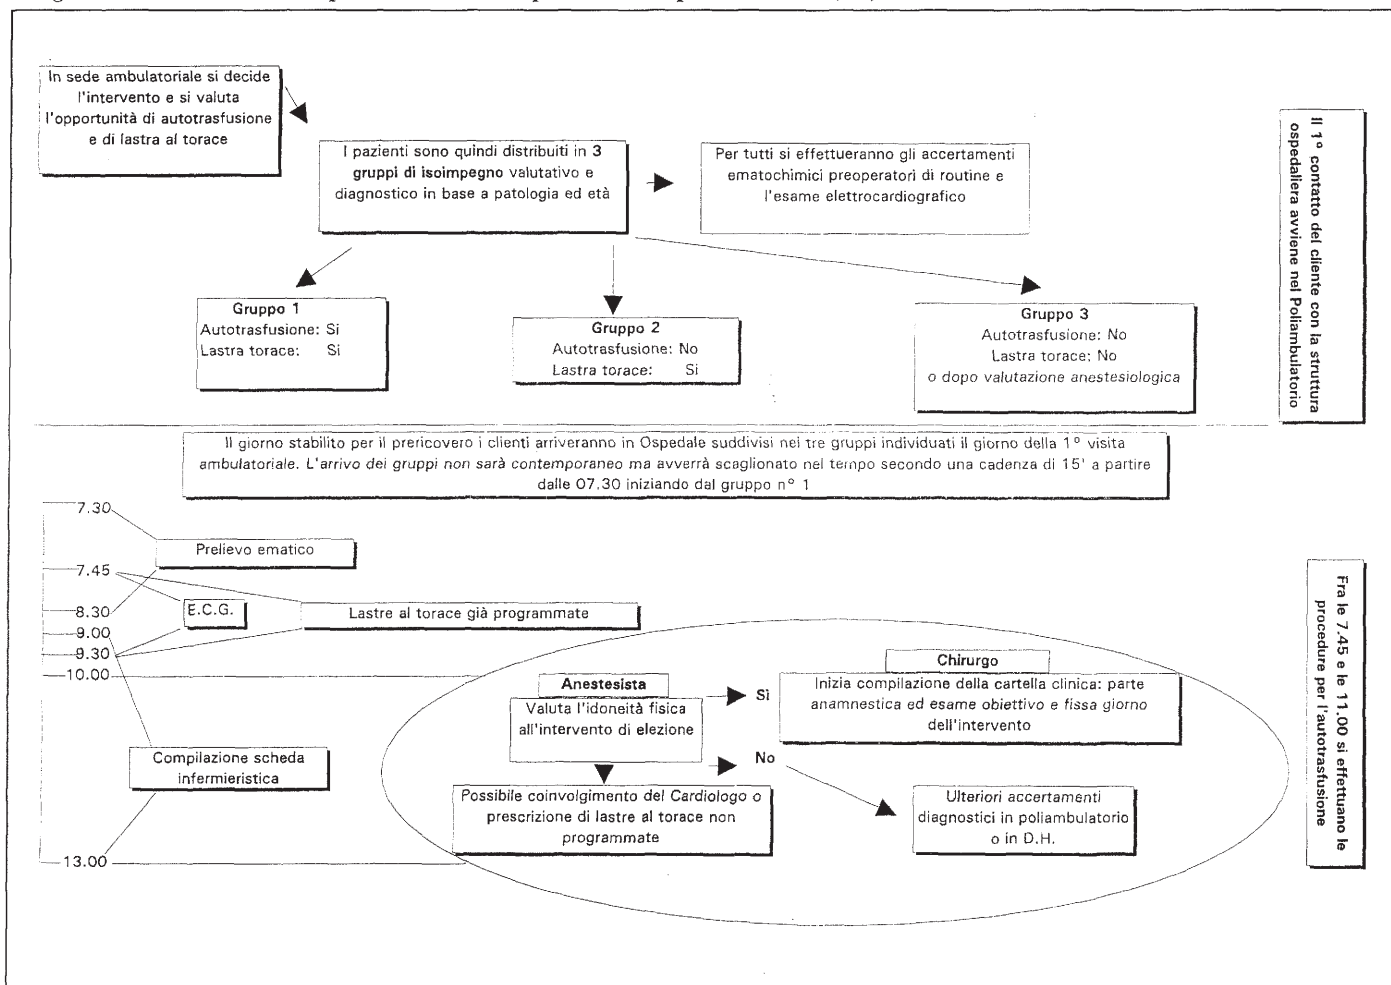 In sede ambulatoriale si decide
l'intervento e si valuta
l'opportunità di autotrasfusione
e di lastra al torace
I pazienti sono quindi distribuiti in 3
gruppi di isoimpegno valutativo e
diagnostico in base a patologia ed età
Per tutti si effettueranno gli accertamenti
ematochimici preoperatori di routine e
l'esame elettrocardiografico
Il 1° contatto del cliente con la struttura
ospedaliera avviene nel Poliambulatorio
Gruppo 1
Autotrasfusione: Si
Lastra torace: Si
Gruppo 2
Autotrasfusione: No
Lastra torace: Si
Gruppo 3
Autotrasfusione: No
Lastra torace: No
o dopo valutazione anestesiologica
Il giorno stabilito per il prericovero i clienti arriveranno in Ospedale suddivisi nei tre gruppi individuati il giorno della 1° visita
ambulatoriale. L'arrivo dei gruppi non sarà contemporaneo ma avverrà scaglionato nel tempo secondo una cadenza di 15' a partire
dalle 07.30 iniziando dal gruppo n° 1
7.30
Prelievo ematico
7.45
E.C.G.
Lastre al torace già programmate
8.30
9.00
9.30
10.00
Fra le 7.45 e le 11.00 si effettuano le
procedure per l'autotrasfusione
Anestesista
Valuta l'idoneità fisica
all'intervento di elezione
Sì
Chirurgo
Inizia compilazione della cartella clinica: parte
anamnestica ed esame obiettivo e fissa giorno
dell'intervento
No
Compilazione scheda
infermieristica
Possibile coinvolgimento del Cardiologo o
prescrizione di lastre al torace non
programmate
Ulteriori accertamenti
diagnostici in poliambulatorio
o in D.H.
13.00